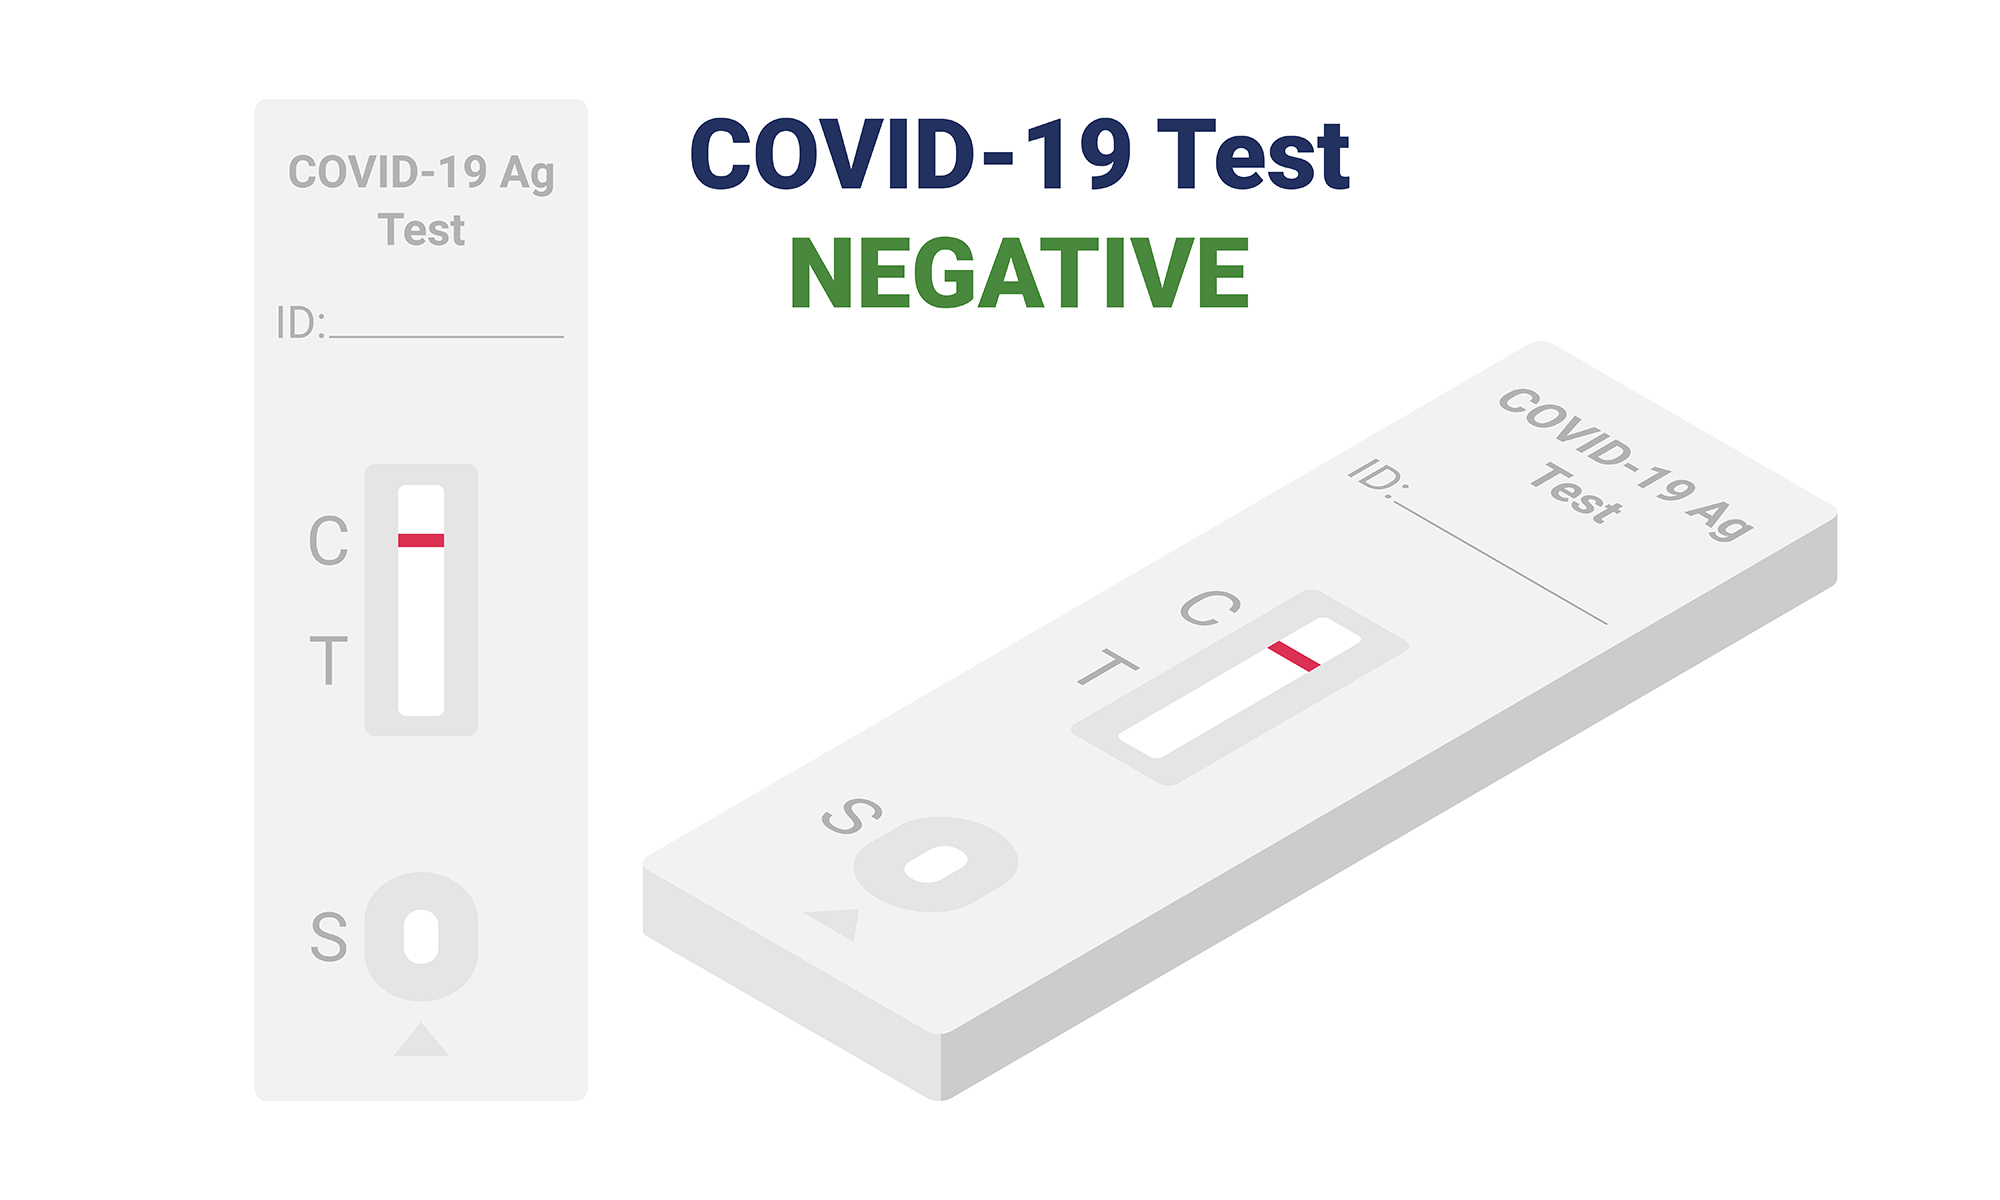 COVID-19 Ag
Test
ID:
C
T
S
COVID-19 Test
NEGATIVE
COVID-19 Ag
Test
ID:
C
T
S